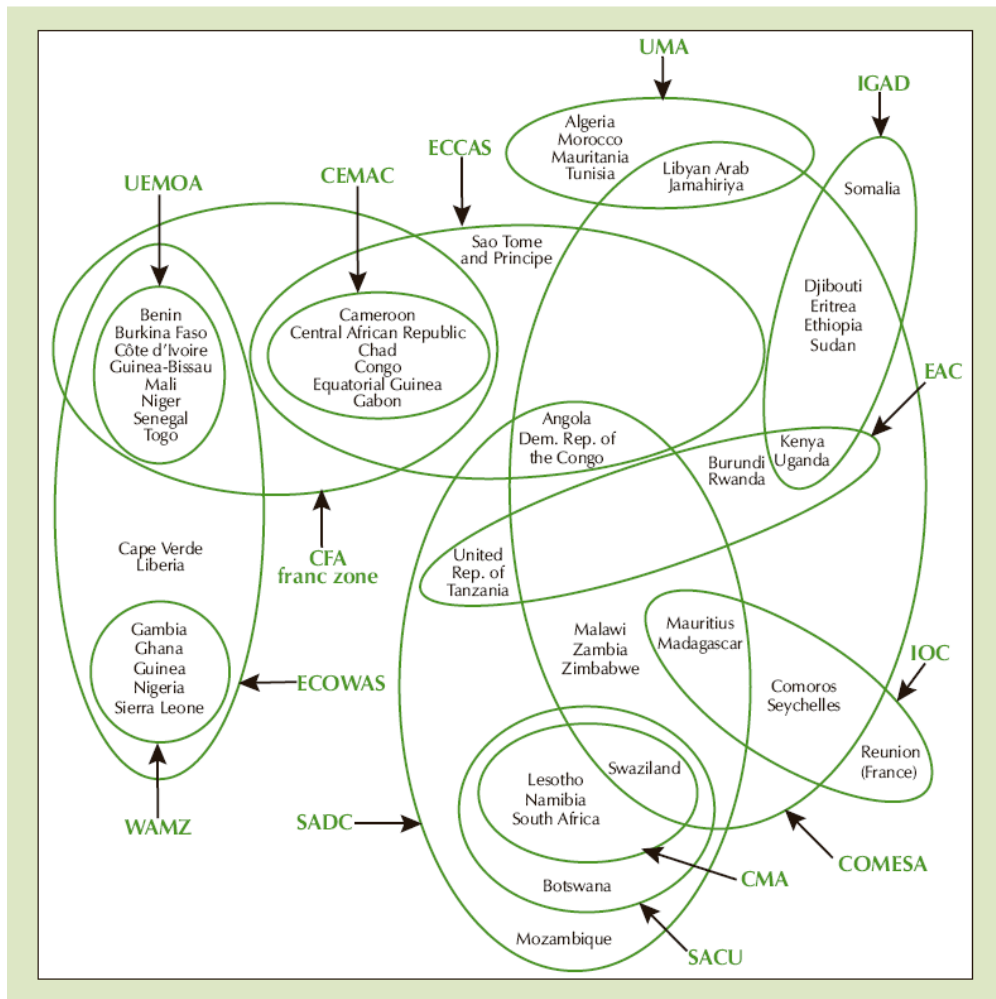 UMA
IGAD
Algeria
Morocco
Mauritania
Tunisia
Libyan Arab
Jamahiriya
ECCAS
CEMAC
UEMOA
Somalia
Sao Tome
and Principe
Djibouti
Eritrea
Ethiopia
Sudan
Benin
Burkina Faso
Côte d'Ivoire
Guinea-Bissau
Mali
Niger
Senegal
Togo
Cameroon
Central African Republic
Chad
Congo
Equatorial Guinea
Gabon
EAC
Angola
Dem. Rep. of
the Congo
Kenya
Uganda
Burundi
Rwanda
Cape Verde
Liberia
CFA
franc zone
United
Rep. of
Tanzania
Gambia
Ghana
Guinea
Nigeria
Sierra Leone
ECOWAS
Malawi
Zambia
Zimbabwe
Mauritius
Madagascar
IOC
Comoros
Seychelles
Reunion
(France)
Swaziland
Lesotho
Namibia
South Africa
WAMZ
SADC
COMESA
CMA
Botswana
Mozambique
SACU